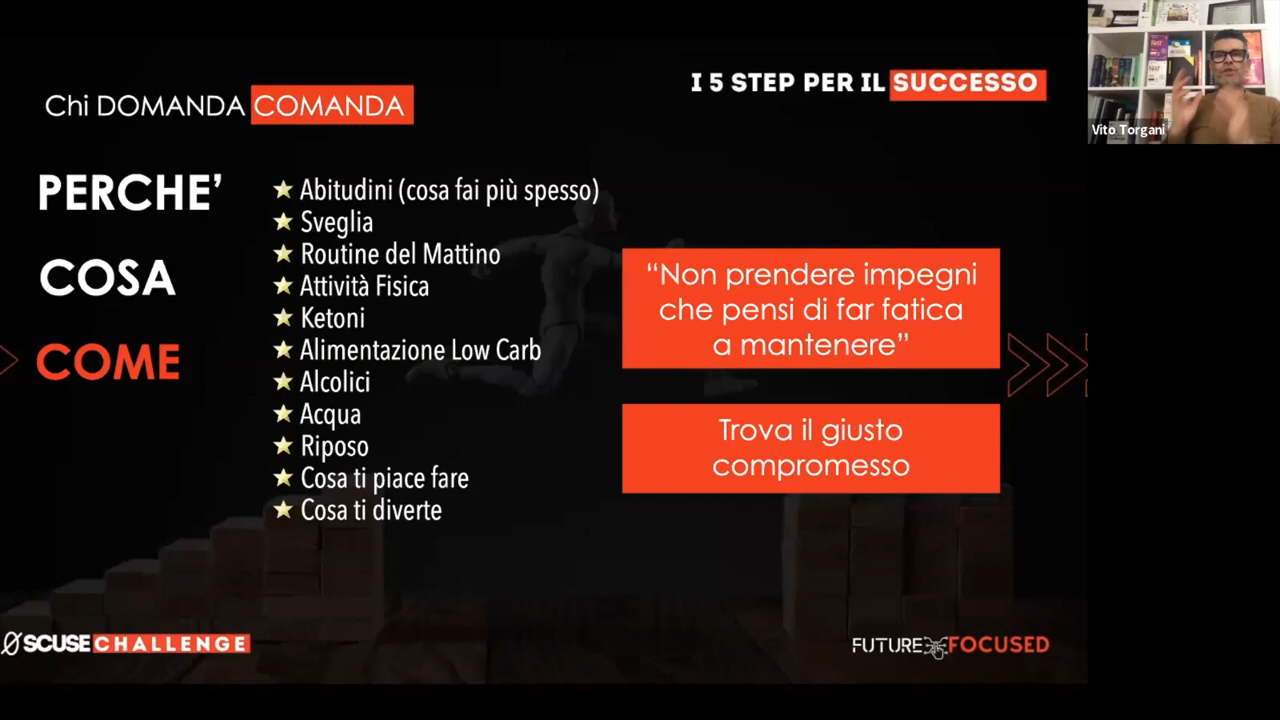 I 5 STEP PER IL SUCCESSO
Chi DOMANDA COMANDA
PERCHE’
COSA
COME
Abitudini (cosa fai più spesso)
Sveglia
Routine del Mattino
Attività Fisica
Ketoni
Alimentazione Low Carb
Alcolici
Acqua
Riposo
Cosa ti piace fare
Cosa ti diverte
“Non prendere impegni
che pensi di far fatica
a mantenere”
Trova il giusto
compromesso
ØSCUSE CHALLENGE
FUTURE FOCUSED
Vito Torgani